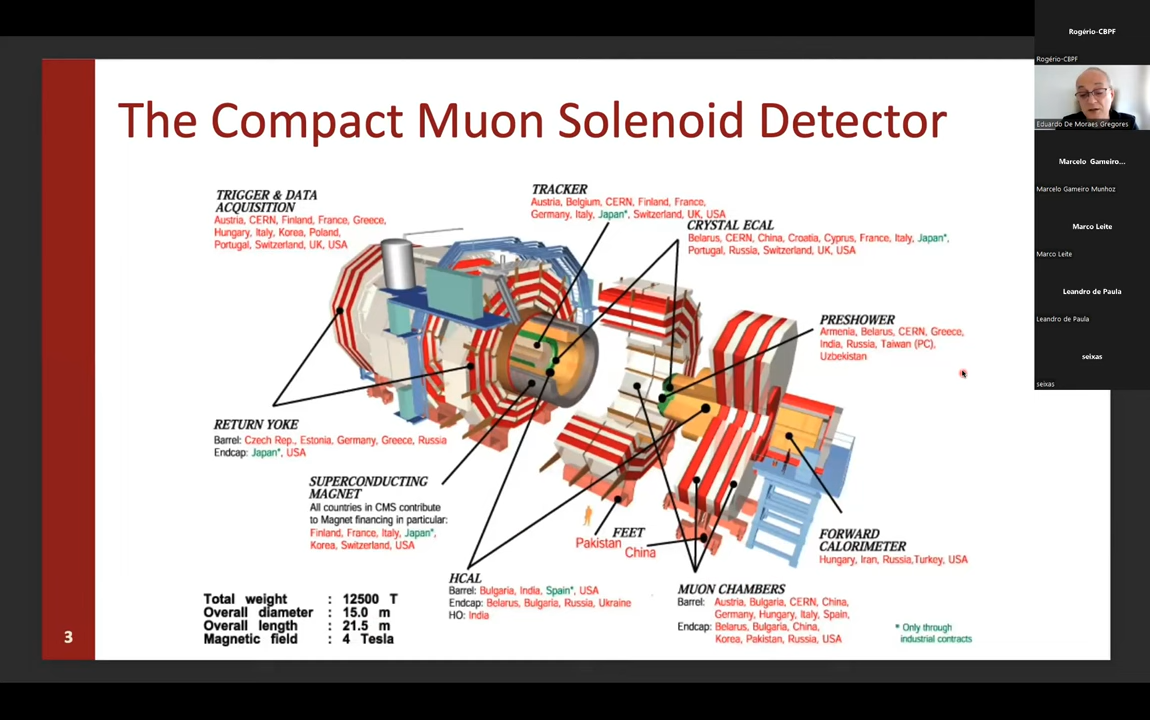 The Compact Muon Solenoid Detector
TRIGGER & DATA
ACQUISITION
Austria, CERN, Finland, France, Greece,
Hungary, Italy, Korea, Poland,
Portugal, Switzerland, UK, USA
TRACKER
Austria, Belgium, CERN, Finland, France,
Germany, Italy, Japan*, Switzerland, UK, USA
CRYSTAL ECAL
Belarus, CERN, China, Croatia, Cyprus, France, Italy, Japan*,
Portugal, Russia, Switzerland, UK, USA
PRESHOWER
Armenia, Belarus, CERN, Greece,
India, Russia, Taiwan (PC),
Uzbekistan
RETURN YOKE
Barrel: Czech Rep., Estonia, Germany, Greece, Russia
Endcap: Japan*, USA
SUPERCONDUCTING
MAGNET
All countries in CMS contribute
to Magnet financing in particular:
Finland, France, Italy, Japan*,
Korea, Switzerland, USA
HCAL
Barrel: Bulgaria, India, Spain*, USA
Endcap: Belarus, Bulgaria, Russia, Ukraine
HO: India
FEET
Pakistan
China
MUON CHAMBERS
Barrel: Austria, Bulgaria, CERN, China,
Germany, Hungary, Italy, Spain,
Endcap: Belarus, Bulgaria, China,
Korea, Pakistan, Russia, USA
FORWARD
CALORIMETER
Hungary, Iran, Russia,Turkey, USA
* Only through
industrial contracts
Total weight : 12500 T
Overall diameter : 15.0 m
Overall length : 21.5 m
Magnetic field : 4 Tesla
3
Rogério-CBPF
Rogério-CBPF
Eduardo De Moraes Gregores
Marcelo Gameiro...
Marcelo Gameiro Munhoz
Marco Leite
Marco Leite
Leandro de Paula
Leandro de Paula
seixas
seixas